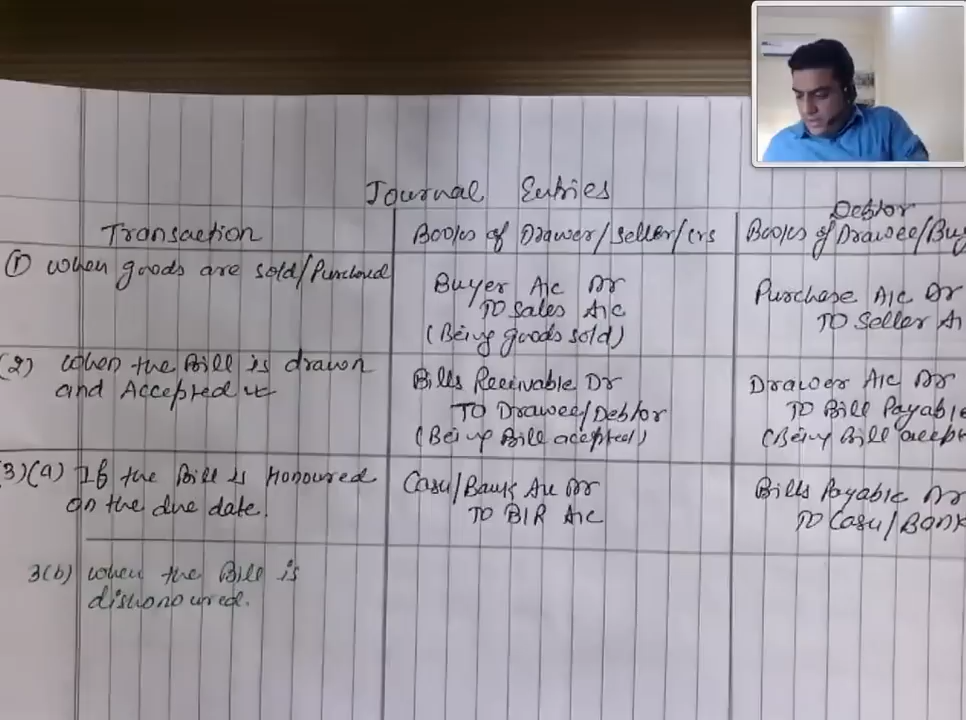 Journal Entries
Transaction
Books of Drawer/Seller/crs
Debtor
Books of Drawee/Buy
(1) when goods are sold/Purchased
Buyer A/c Dr
To Sales A/c
(Being goods sold)
Purchase A/c Dr
To Seller A
(2) when the Bill is drawn
and Accepted
Bills Receivable Dr
To Drawee/Debtor
(Being Bill accepted)
Drawer A/c Dr
To Bill Payable
(Being Bill accept
3)(a) If the Bill is Honoured
on the due date.
Cash/Bank A/c Dr
To B/R A/c
Bills Payable Dr
To Cash/Bank
3(b) when the Bill is
dishonoured.